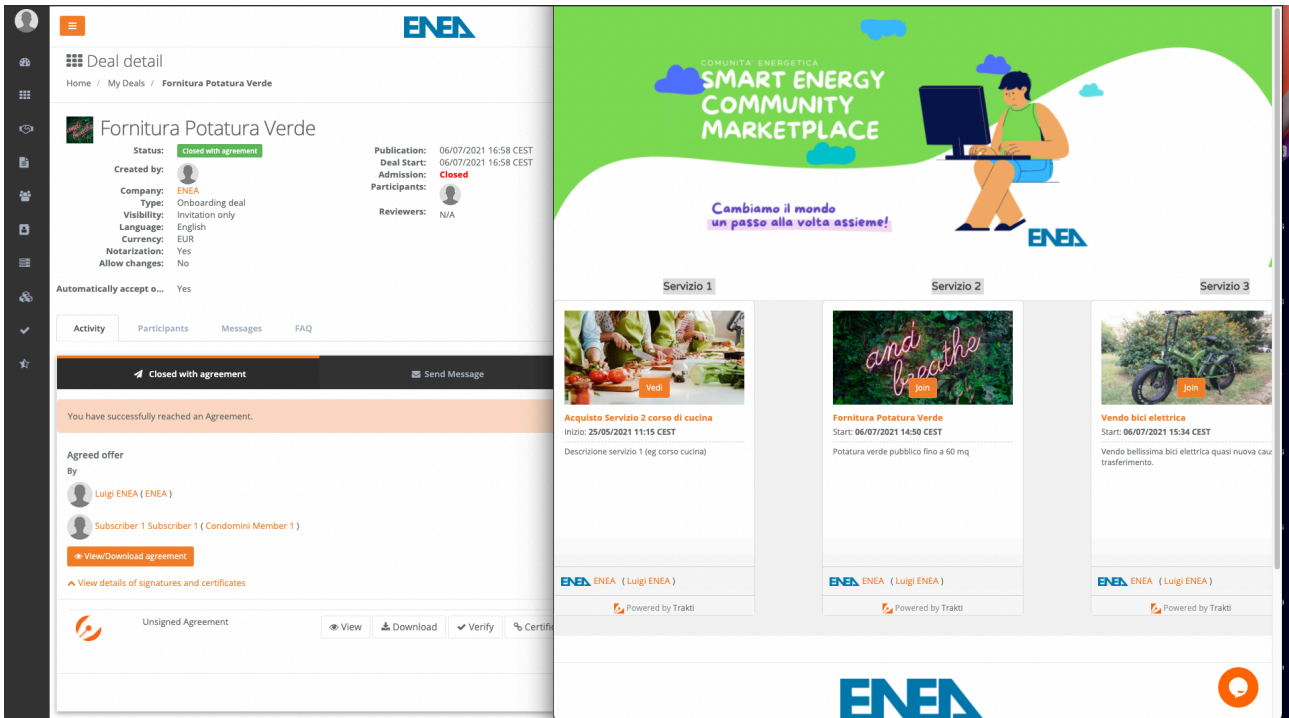 ENEA
Deal detail
Home / My Deals / Fornitura Potatura Verde
Fornitura Potatura Verde
Status: Closed with agreement
Created by:
Company: ENEA
Type: Onboarding deal
Visibility: Invitation only
Language: English
Currency: EUR
Notarization: Yes
Allow changes: No
Automatically accept o... Yes
Publication: 06/07/2021 16:58 CEST
Deal Start: 06/07/2021 16:58 CEST
Admission: Closed
Participants:
Reviewers: N/A
Activity Participants Messages FAQ
Closed with agreement Send Message
You have successfully reached an Agreement.
Agreed offer
By
Luigi ENEA ( ENEA )
Subscriber 1 Subscriber 1 ( Condomini Member 1 )
View/Download agreement
View details of signatures and certificates
Unsigned Agreement View Download Verify Certific
COMUNITA' ENERGETICA
SMART ENERGY
COMMUNITY
MARKETPLACE
Cambiamo il mondo
un passo alla volta assieme!
ENEA
Servizio 1
Vedi
Acquisto Servizio 2 corso di cucina
Inizio: 25/05/2021 11:15 CEST
Descrizione servizio 1 (eg corso cucina)
ENEA ENEA ( Luigi ENEA )
Powered by Trakti
Servizio 2
and breathe
Join
Fornitura Potatura Verde
Start: 06/07/2021 14:50 CEST
Potatura verde pubblico fino a 60 mq
ENEA ENEA ( Luigi ENEA )
Powered by Trakti
Servizio 3
Join
Vendo bici elettrica
Start: 06/07/2021 15:34 CEST
Vendo bellissima bici elettrica quasi nuova cau
trasferimento.
ENEA ENEA ( Luigi ENEA )
Powered by Trakti
ENEA